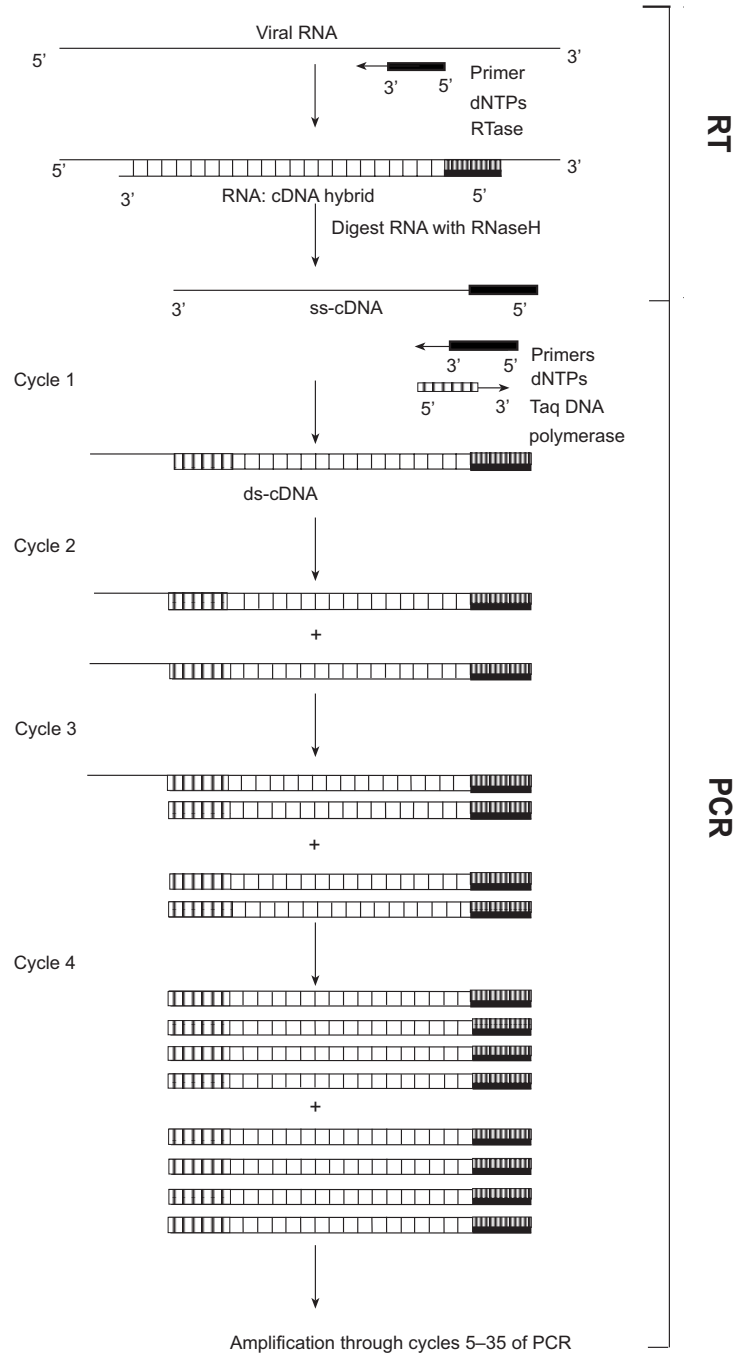 Viral RNA
5’ 3’
Primer
3’ 5’
dNTPs
RTase
RT
5’ 3’
3’ RNA: cDNA hybrid 5’
Digest RNA with RNaseH
3’ ss-cDNA 5’
Primers
3’ 5’
dNTPs
Cycle 1
5’ 3’ Taq DNA
polymerase
ds-cDNA
Cycle 2
+
Cycle 3
PCR
+
Cycle 4
+
Amplification through cycles 5–35 of PCR